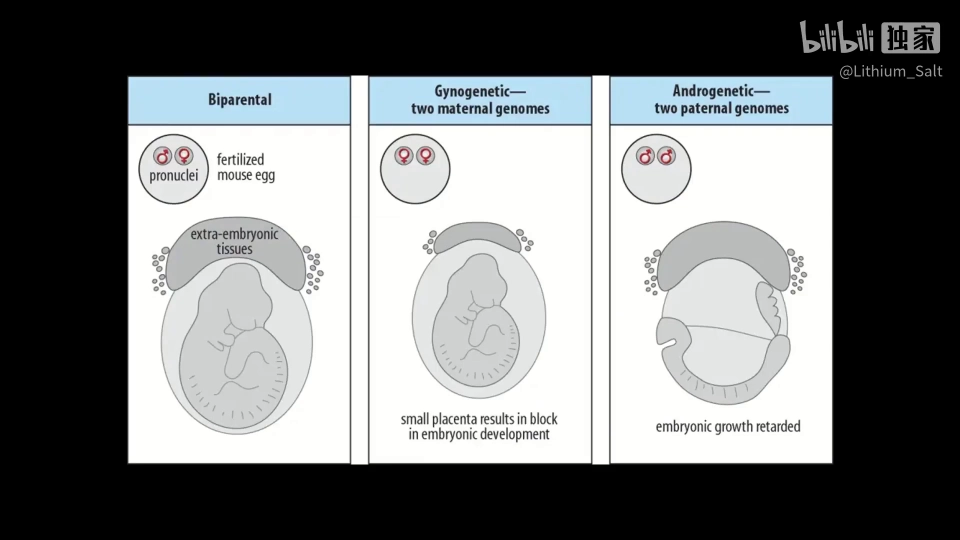 bilibili 独家
@Lithium_Salt
Biparental
Gynogenetic—
two maternal genomes
Androgenetic—
two paternal genomes
pronuclei
fertilized
mouse egg
extra-embryonic
tissues
small placenta results in block
in embryonic development
embryonic growth retarded